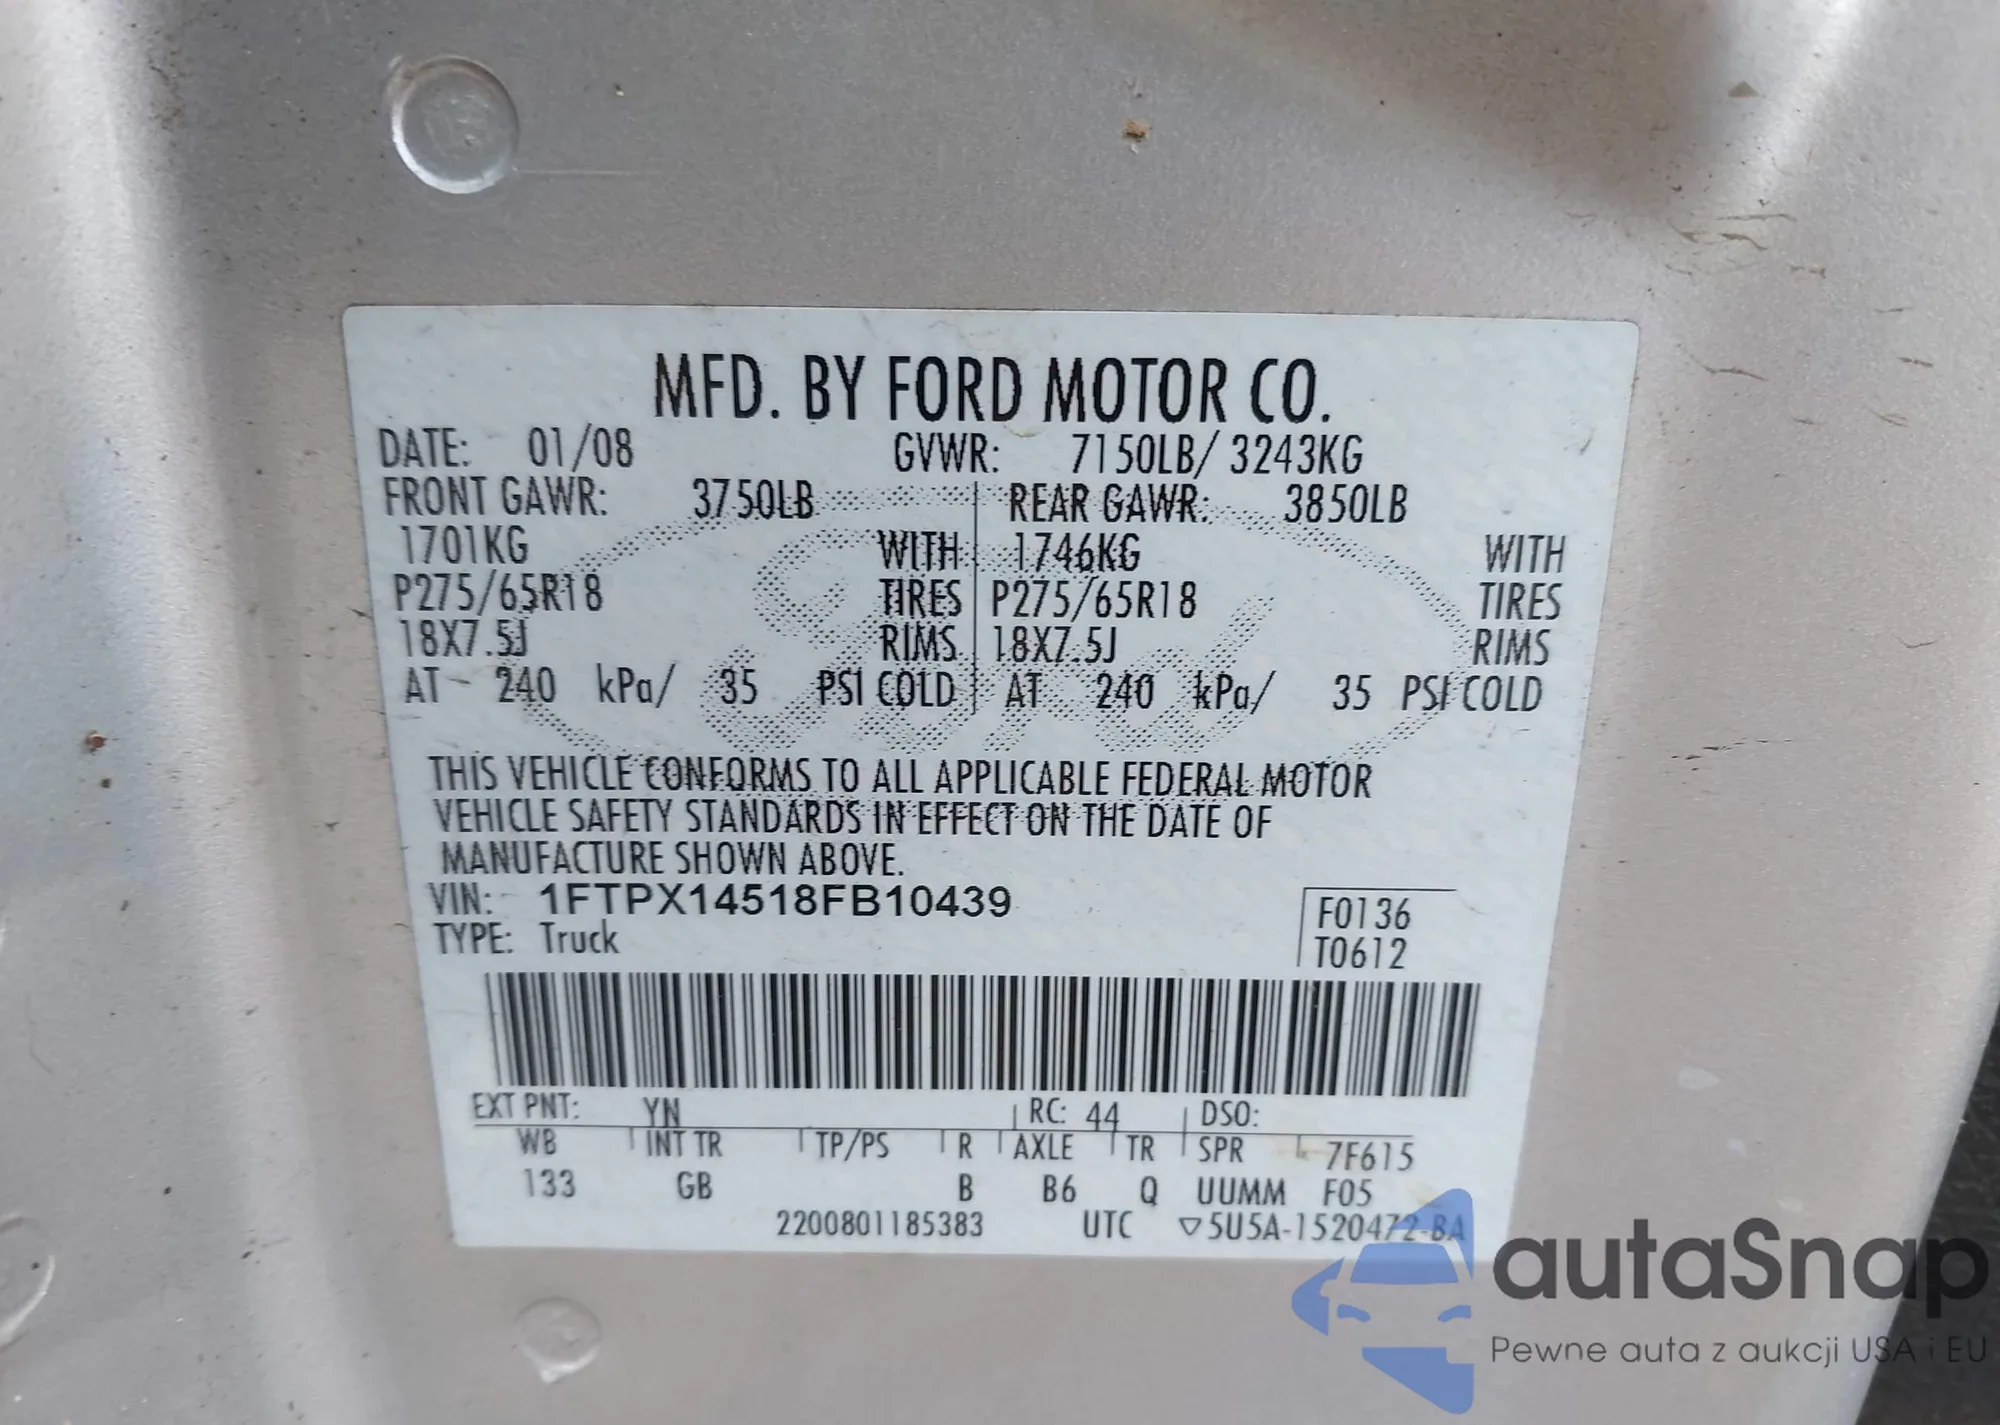 MFD. BY FORD MOTOR CO.
DATE: 01/08 GVWR: 7150LB/ 3243KG
FRONT GAWR: 3750LB REAR GAWR: 3850LB
1701KG WITH 1746KG WITH
P275/65R18 TIRES P275/65R18 TIRES
18X7.5J RIMS 18X7.5J RIMS
AT 240 kPa/ 35 PSI COLD AT 240 kPa/ 35 PSI COLD
THIS VEHICLE CONFORMS TO ALL APPLICABLE FEDERAL MOTOR
VEHICLE SAFETY STANDARDS IN EFFECT ON THE DATE OF
MANUFACTURE SHOWN ABOVE.
VIN: 1FTPX14518FB10439 F0136
TYPE: Truck T0612
EXT PNT: YN RC: 44 DSO:
WB INT TR TP/PS R AXLE TR SPR 7F615
133 GB B B6 Q UUMM F05
2200801185383 UTC ▽5U5A-1520472-BA
autaSnap
Pewne auta z aukcji USA i EU